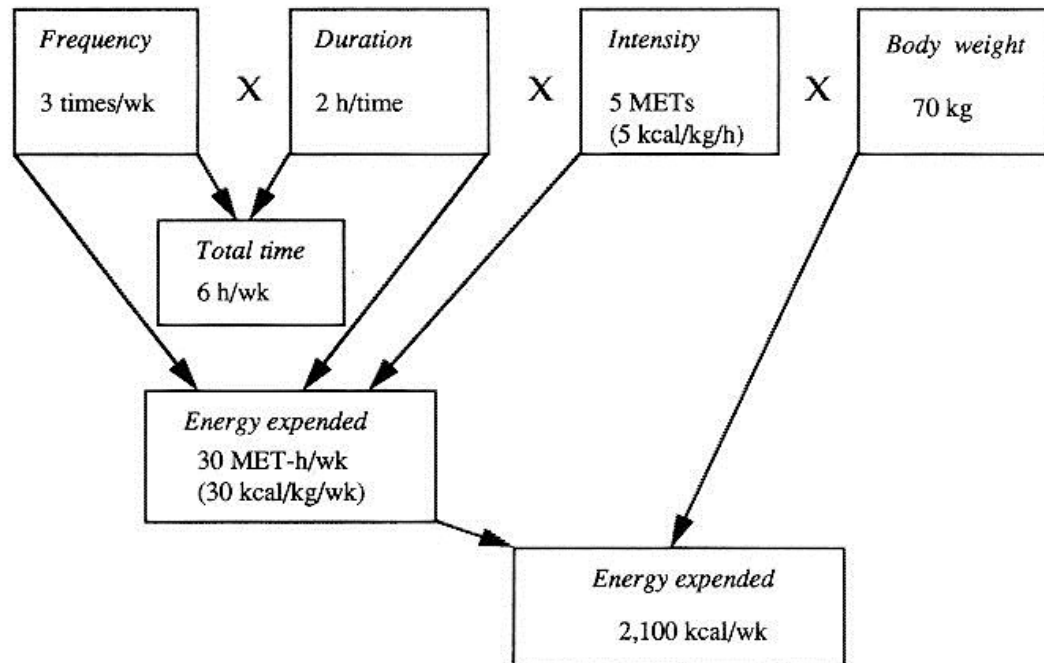 Frequency
3 times/wk
X
Duration
2 h/time
X
Intensity
5 METs
(5 kcal/kg/h)
X
Body weight
70 kg
Total time
6 h/wk
Energy expended
30 MET-h/wk
(30 kcal/kg/wk)
Energy expended
2,100 kcal/wk